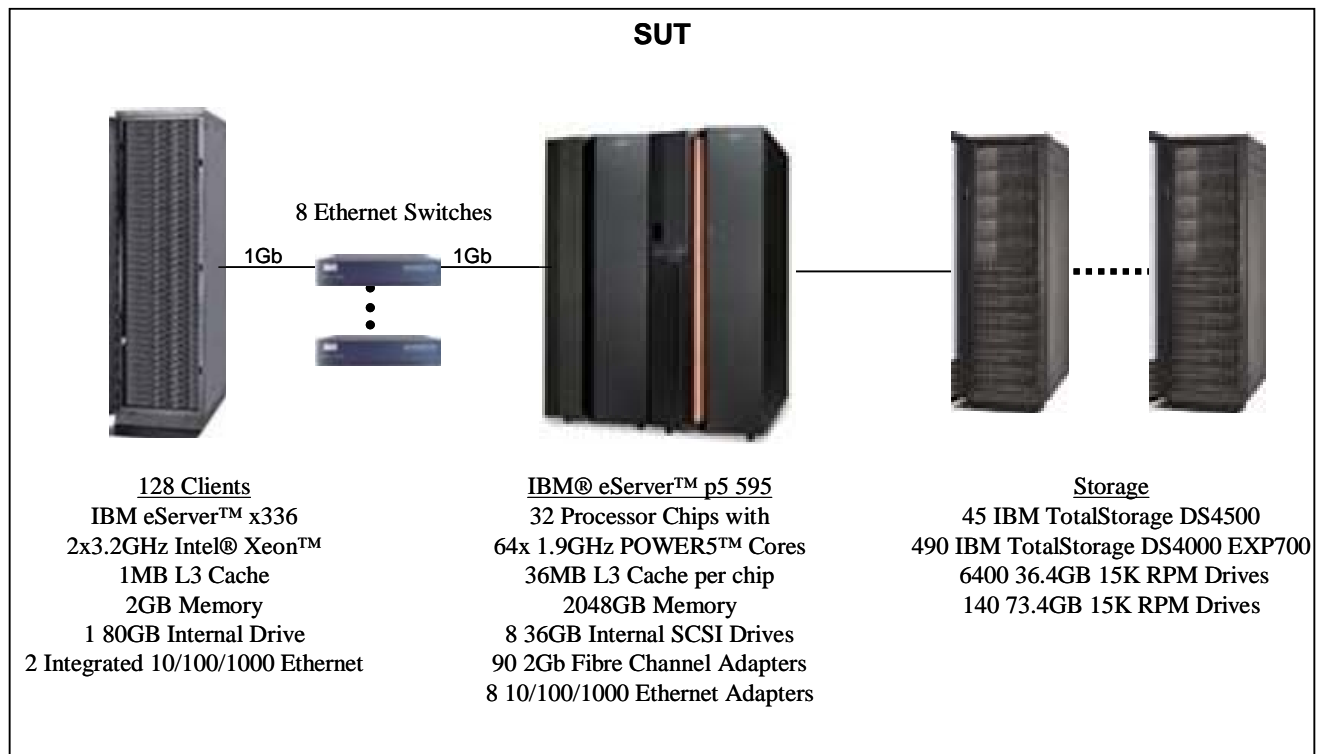 SUT
8 Ethernet Switches
1Gb
1Gb
128 Clients
IBM eServer™ x336
2x3.2GHz Intel® Xeon™
1MB L3 Cache
2GB Memory
1 80GB Internal Drive
2 Integrated 10/100/1000 Ethernet
IBM® eServer™ p5 595
32 Processor Chips with
64x 1.9GHz POWER5™ Cores
36MB L3 Cache per chip
2048GB Memory
8 36GB Internal SCSI Drives
90 2Gb Fibre Channel Adapters
8 10/100/1000 Ethernet Adapters
Storage
45 IBM TotalStorage DS4500
490 IBM TotalStorage DS4000 EXP700
6400 36.4GB 15K RPM Drives
140 73.4GB 15K RPM Drives